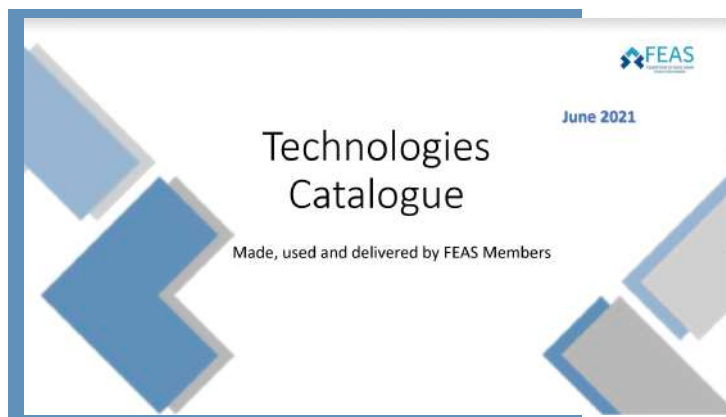 FEAS
June 2021
Technologies
Catalogue
Made, used and delivered by FEAS Members